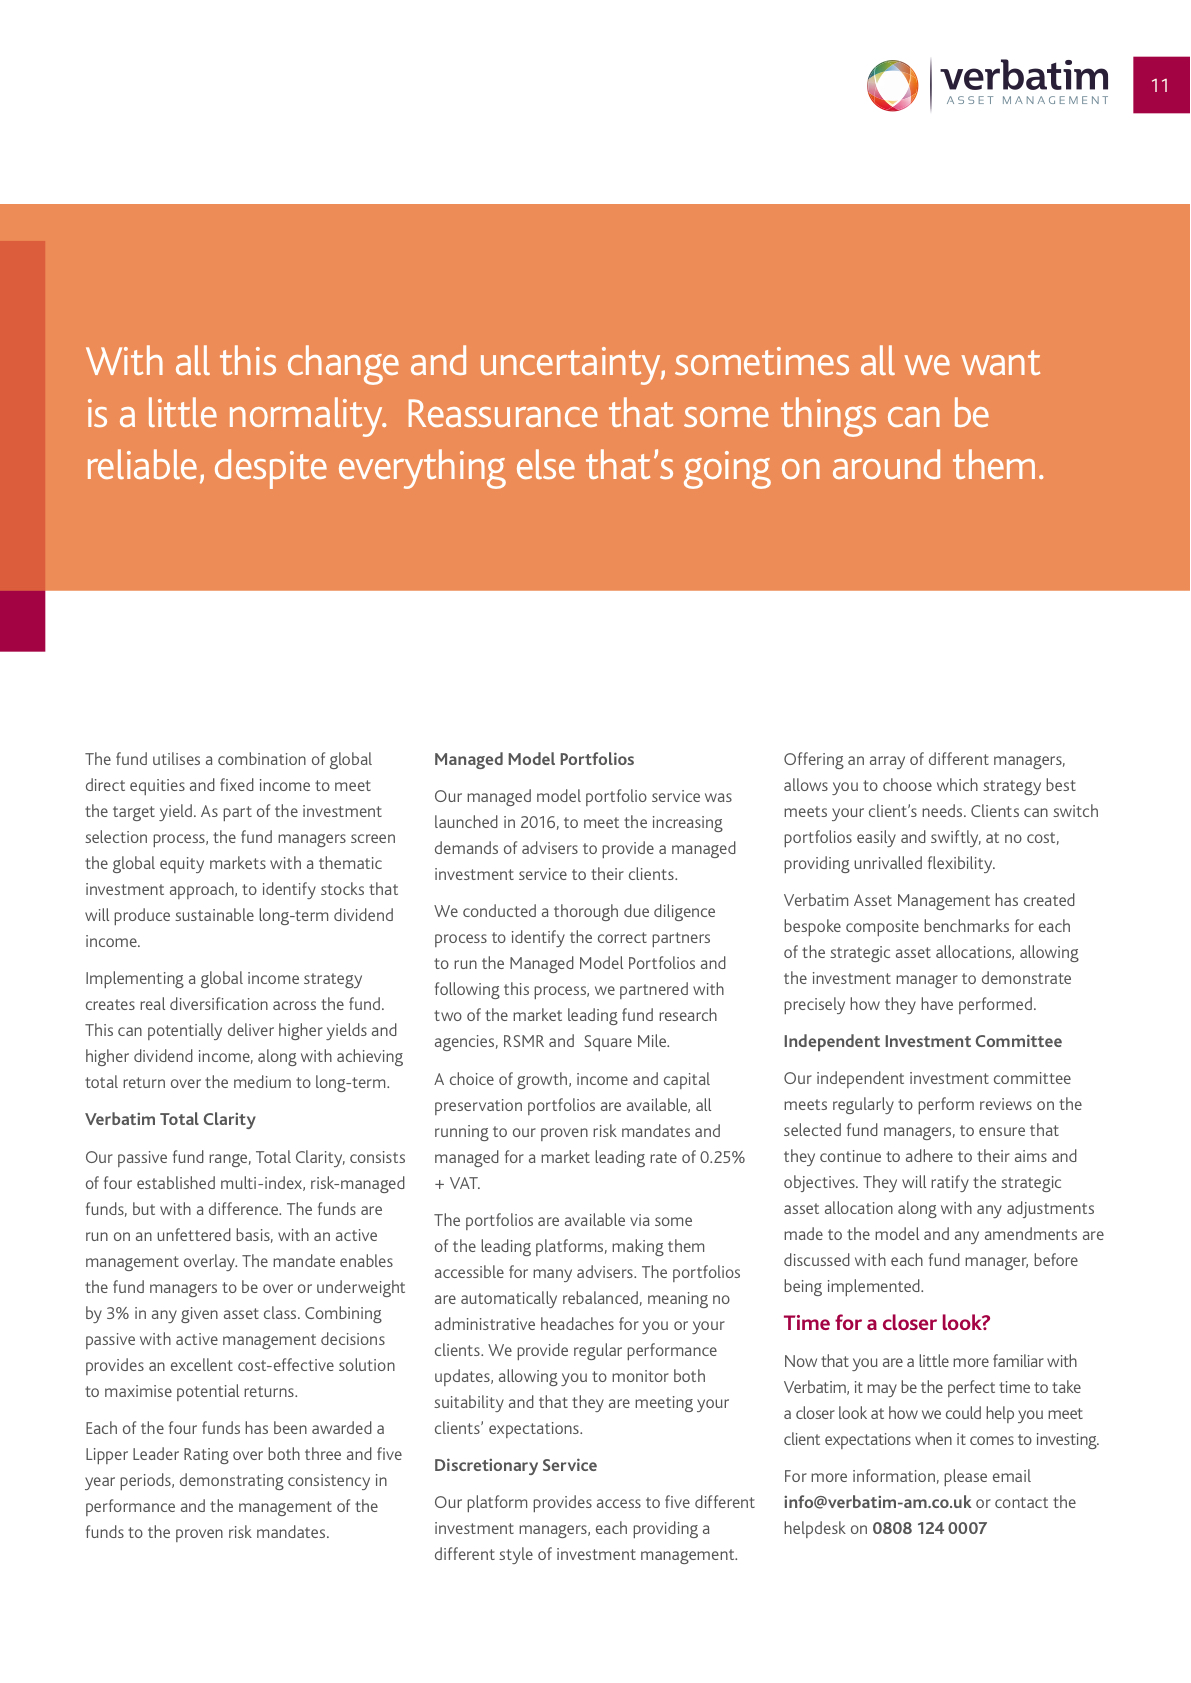 verbatim
ASSET MANAGEMENT
11
With all this change and uncertainty, sometimes all we want
is a little normality.  Reassurance that some things can be
reliable, despite everything else that's going on around them.
The fund utilises a combination of global
direct equities and fixed income to meet
the target yield. As part of the investment
selection process, the fund managers screen
the global equity markets with a thematic
investment approach, to identify stocks that
will produce sustainable long-term dividend
income.
Implementing a global income strategy
creates real diversification across the fund.
This can potentially deliver higher yields and
higher dividend income, along with achieving
total return over the medium to long-term.
Verbatim Total Clarity
Our passive fund range, Total Clarity, consists
of four established multi-index, risk-managed
funds, but with a difference. The funds are
run on an unfettered basis, with an active
management overlay. The mandate enables
the fund managers to be over or underweight
by 3% in any given asset class. Combining
passive with active management decisions
provides an excellent cost-effective solution
to maximise potential returns.
Each of the four funds has been awarded a
Lipper Leader Rating over both three and five
year periods, demonstrating consistency in
performance and the management of the
funds to the proven risk mandates.
Managed Model Portfolios
Our managed model portfolio service was
launched in 2016, to meet the increasing
demands of advisers to provide a managed
investment service to their clients.
We conducted a thorough due diligence
process to identify the correct partners
to run the Managed Model Portfolios and
following this process, we partnered with
two of the market leading fund research
agencies, RSMR and  Square Mile.
A choice of growth, income and capital
preservation portfolios are available, all
running to our proven risk mandates and
managed for a market leading rate of 0.25%
+ VAT.
The portfolios are available via some
of the leading platforms, making them
accessible for many advisers. The portfolios
are automatically rebalanced, meaning no
administrative headaches for you or your
clients. We provide regular performance
updates, allowing you to monitor both
suitability and that they are meeting your
clients' expectations.
Discretionary Service
Our platform provides access to five different
investment managers, each providing a
different style of investment management.
Offering an array of different managers,
allows you to choose which strategy best
meets your client's needs. Clients can switch
portfolios easily and swiftly, at no cost,
providing unrivalled flexibility.
Verbatim Asset Management has created
bespoke composite benchmarks for each
of the strategic asset allocations, allowing
the investment manager to demonstrate
precisely how they have performed.
Independent Investment Committee
Our independent investment committee
meets regularly to perform reviews on the
selected fund managers, to ensure that
they continue to adhere to their aims and
objectives. They will ratify the strategic
asset allocation along with any adjustments
made to the model and any amendments are
discussed with each fund manager, before
being implemented.
Time for a closer look?
Now that you are a little more familiar with
Verbatim, it may be the perfect time to take
a closer look at how we could help you meet
client expectations when it comes to investing.
For more information, please email
info@verbatim-am.co.uk or contact the
helpdesk on 0808 124 0007